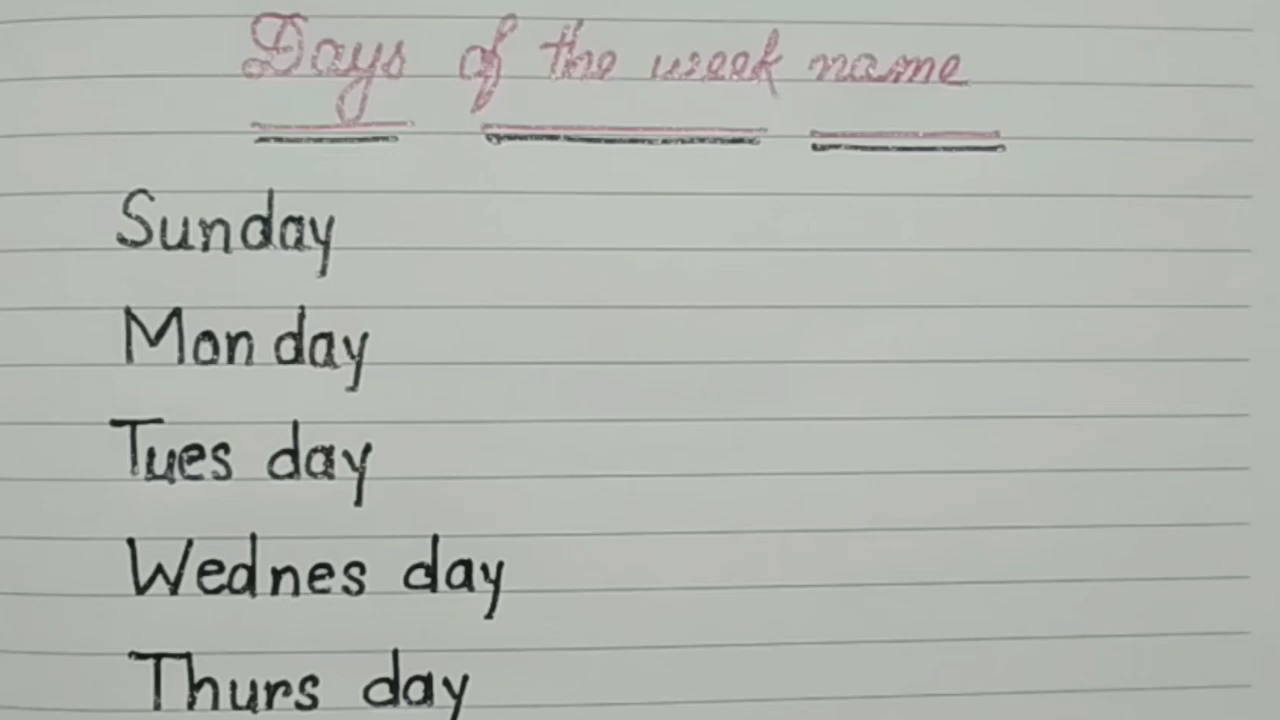 Days of the week name
Sunday
Mon day
Tues day
Wednes day
Thurs day